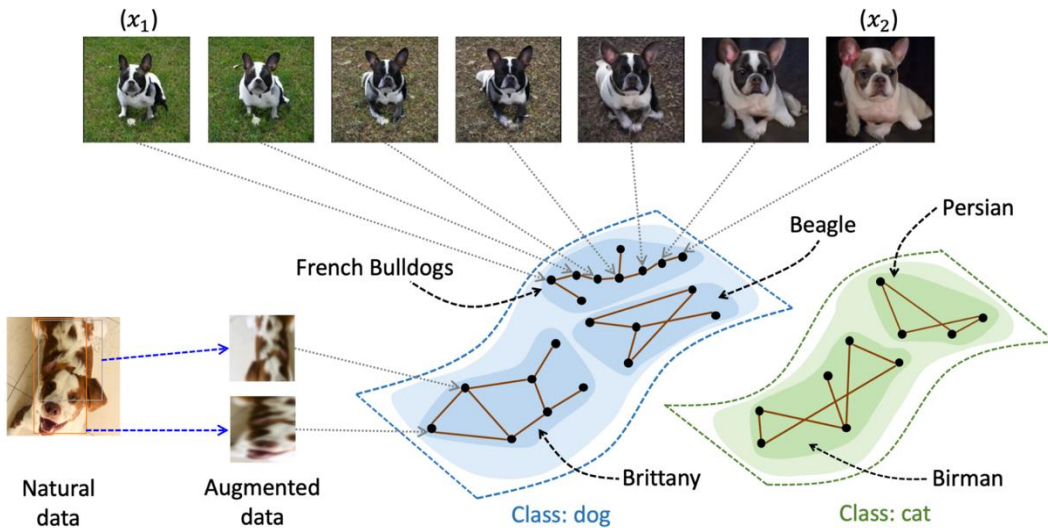 (x₁)
(x₂)
Persian
Beagle
French Bulldogs
Natural
data
Augmented
data
Brittany
Birman
Class: dog
Class: cat